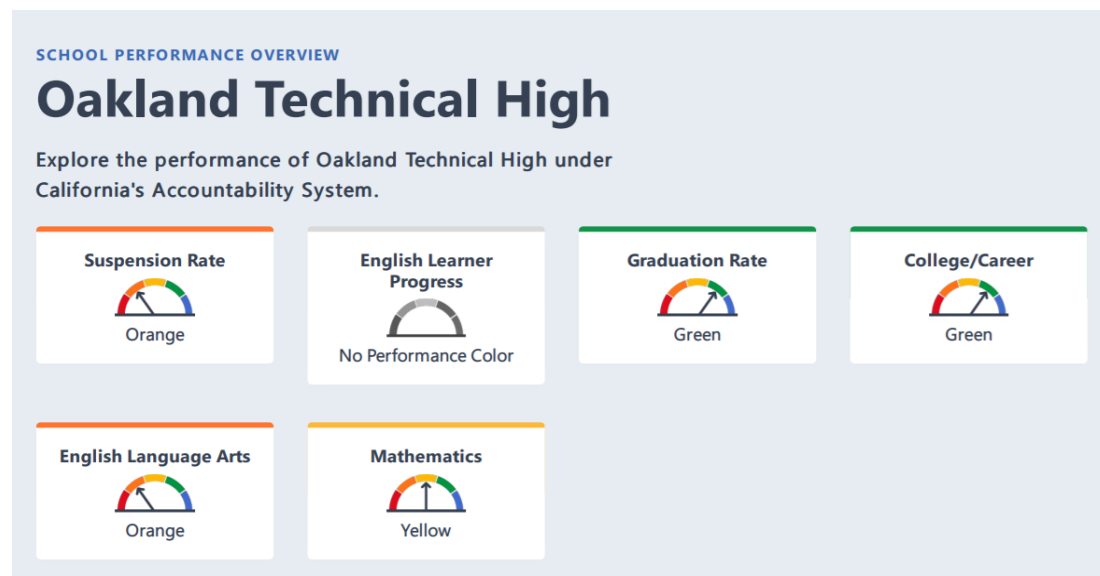 SCHOOL PERFORMANCE OVERVIEW
Oakland Technical High
Explore the performance of Oakland Technical High under
California's Accountability System.
Suspension Rate
Orange
English Learner
Progress
No Performance Color
Graduation Rate
Green
College/Career
Green
English Language Arts
Orange
Mathematics
Yellow